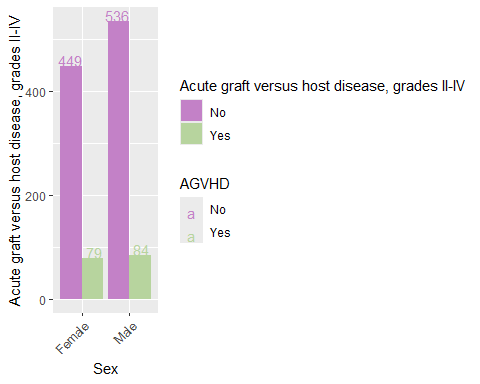 Acute graft versus host disease, grades II-IV
400
200
0
449
536
79
84
Female
Male
Sex
Acute graft versus host disease, grades II-IV
No
Yes
AGVHD
a No
a Yes